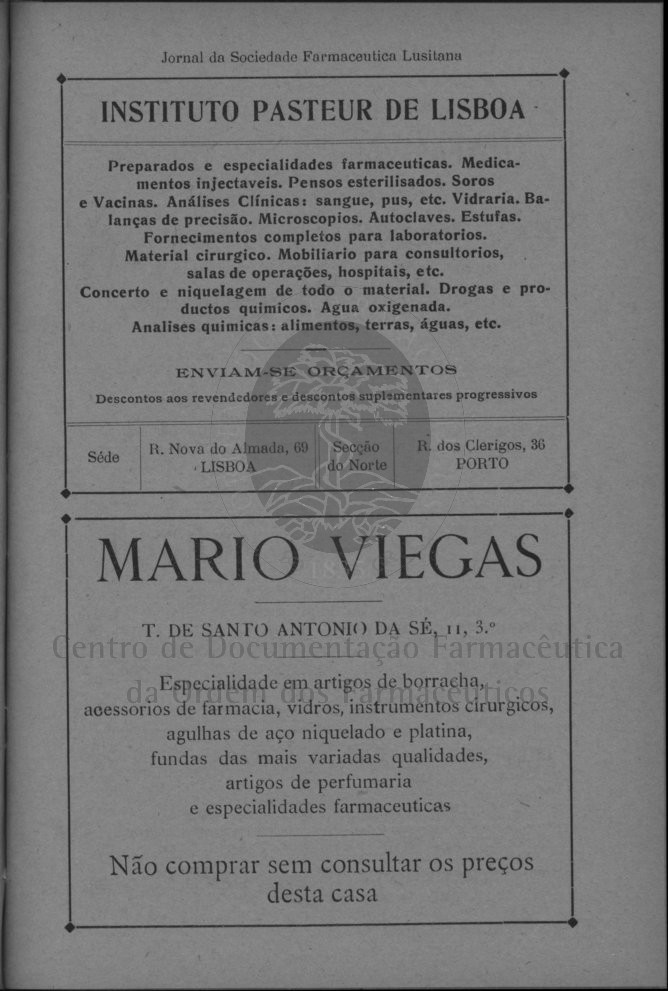 Jornal da Sociedade Farmaceutica Lusitana
INSTITUTO PASTEUR DE LISBOA
Preparados e especialidades farmaceuticas. Medica-
mentos injectaveis. Pensos esterilisados. Soros
e Vacinas. Análises Clínicas: sangue, pus, etc. Vidraria. Ba-
lanças de precisão. Microscopios. Autoclaves. Estufas.
Fornecimentos completos para laboratorios.
Material cirurgico. Mobiliario para consultorios,
salas de operações, hospitais, etc.
Concerto e niquelagem de todo o material. Drogas e pro-
ductos quimicos. Agua oxigenada.
Analises quimicas: alimentos, terras, águas, etc.
ENVIAM-SE ORÇAMENTOS
Descontos aos revendedores e descontos suplementares progressivos
Séde
R. Nova do Almada, 69
LISBOA
Secção
do Norte
R. dos Clerigos, 36
PORTO
MARIO VIEGAS
T. DE SANTO ANTONIO DA SÉ, 11, 3.º
Centro de Documentação Farmacêutica
da Ordem dos Farmacêuticos
Especialidade em artigos de borracha,
acessorios de farmacia, vidros, instrumentos cirurgicos,
agulhas de aço niquelado e platina,
fundas das mais variadas qualidades,
artigos de perfumaria
e especialidades farmaceuticas
Não comprar sem consultar os preços
desta casa